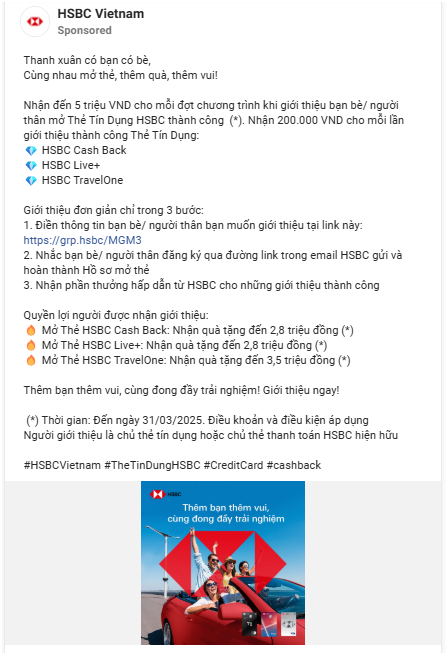 HSBC Vietnam
Sponsored
Thanh xuân có bạn có bè,
Cùng nhau mở thẻ, thêm quà, thêm vui!
Nhận đến 5 triệu VND cho mỗi đợt chương trình khi giới thiệu bạn bè/ người
thân mở Thẻ Tín Dụng HSBC thành công  (*). Nhận 200.000 VND cho mỗi lần
giới thiệu thành công Thẻ Tín Dụng:
💎 HSBC Cash Back
💎 HSBC Live+
💎 HSBC TravelOne
Giới thiệu đơn giản chỉ trong 3 bước:
1. Điền thông tin bạn bè/ người thân bạn muốn giới thiệu tại link này:
https://grp.hsbc/MGM3
2. Nhắc bạn bè/ người thân đăng ký qua đường link trong email HSBC gửi và
hoàn thành Hồ sơ mở thẻ
3. Nhận phần thưởng hấp dẫn từ HSBC cho những giới thiệu thành công
Quyền lợi người được nhận giới thiệu:
🔥 Mở Thẻ HSBC Cash Back: Nhận quà tặng đến 2,8 triệu đồng (*)
🔥 Mở Thẻ HSBC Live+: Nhận quà tặng đến 2,8 triệu đồng (*)
🔥 Mở Thẻ HSBC TravelOne: Nhận quà tặng đến 3,5 triệu đồng (*)
Thêm bạn thêm vui, cùng đong đầy trải nghiệm! Giới thiệu ngay!
(*) Thời gian: Đến ngày 31/03/2025. Điều khoản và điều kiện áp dụng
Người giới thiệu là chủ thẻ tín dụng hoặc chủ thẻ thanh toán HSBC hiện hữu
#HSBCVietnam #TheTinDungHSBC #CreditCard #cashback
HSBC
Thêm bạn thêm vui,
cùng đong đầy trải nghiệm